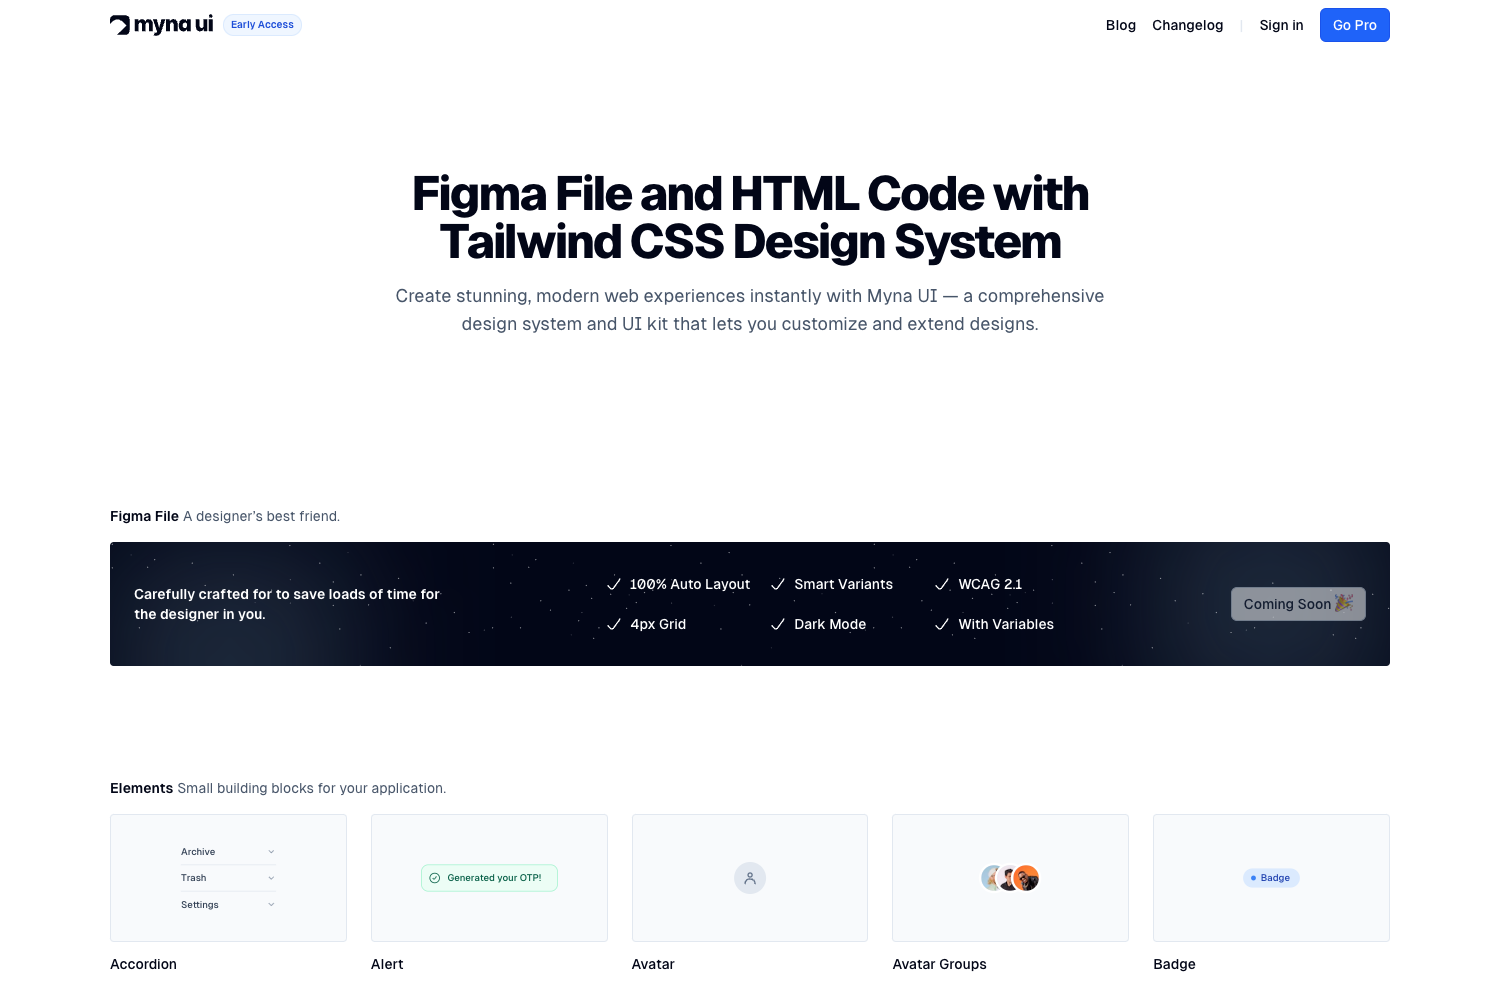 myna ui
Early Access
Blog
Changelog
Sign in
Go Pro
Figma File and HTML Code with
Tailwind CSS Design System
Create stunning, modern web experiences instantly with Myna UI — a comprehensive
design system and UI kit that lets you customize and extend designs.
Figma File A designer's best friend.
Carefully crafted for to save loads of time for
the designer in you.
100% Auto Layout
Smart Variants
WCAG 2.1
4px Grid
Dark Mode
With Variables
Coming Soon 🎉
Elements Small building blocks for your application.
Archive
Trash
Settings
Generated your OTP!
Badge
Accordion
Alert
Avatar
Avatar Groups
Badge